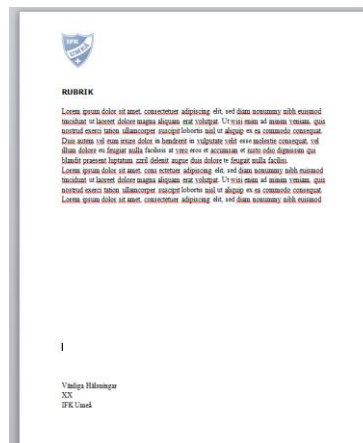 IFK
UMEÅ
RUBRIK
Lorem ipsum dolor sit amet, consectetuer adipiscing elit, sed diam nonummy nibh euismod
tincidunt ut laoreet dolore magna aliquam erat volutpat. Ut wisi enim ad minim veniam, quis
nostrud exerci tation ullamcorper suscipit lobortis nisl ut aliquip ex ea commodo consequat.
Duis autem vel eum iriure dolor in hendrerit in vulputate velit esse molestie consequat, vel
illum dolore eu feugiat nulla facilisis at vero eros et accumsan et iusto odio dignissim qui
blandit praesent luptatum zzril delenit augue duis dolore te feugait nulla facilisi.
Lorem ipsum dolor sit amet, cons ectetuer adipiscing elit, sed diam nonummy nibh euismod
tincidunt ut laoreet dolore magna aliquam erat volutpat. Ut wisi enim ad minim veniam, quis
nostrud exerci tation ullamcorper suscipit lobortis nisl ut aliquip ex ea commodo consequat.
Lorem ipsum dolor sit amet, consectetuer adipiscing elit, sed diam nonummy nibh euismod
Vänliga Hälsningar
XX
IFK Umeå